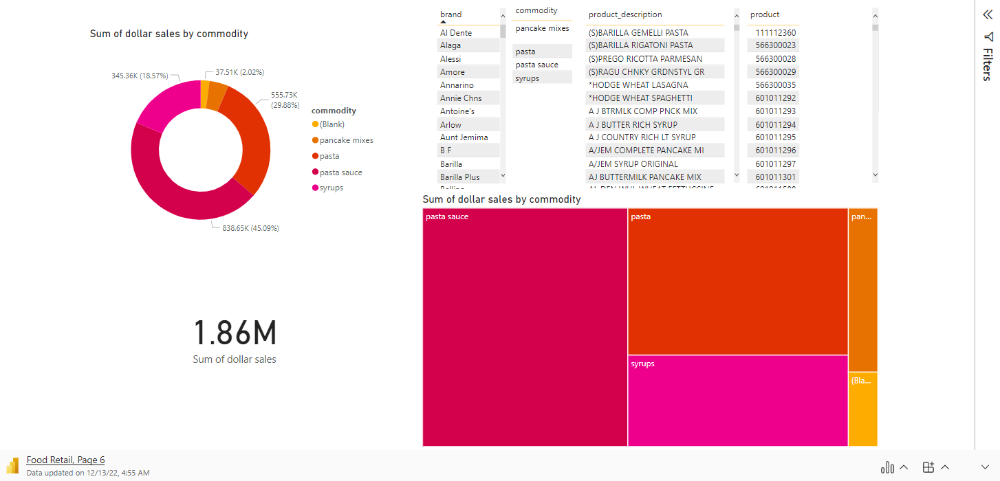 Sum of dollar sales by commodity
345.36K (18.57%)
37.51K (2.02%)
555.73K
(29.88%)
838.65K (45.09%)
commodity
(Blank)
pancake mixes
pasta
pasta sauce
syrups
1.86M
Sum of dollar sales
brand
Al Dente
Alaga
Alessi
Amore
Annarino
Annie Chns
Antoine's
Arlow
Aunt Jemima
B F
Barilla
Barilla Plus
commodity
pancake mixes
pasta
pasta sauce
syrups
product_description
(S)BARILLA GEMELLI PASTA
(S)BARILLA RIGATONI PASTA
(S)PREGO RICOTTA PARMESAN
(S)RAGU CHNKY GRDNSTYL GR
*HODGE WHEAT LASAGNA
*HODGE WHEAT SPAGHETTI
A J BTRMLK COMP PNCK MIX
A J BUTTER RICH SYRUP
A J COUNTRY RICH LT SYRUP
A/JEM COMPLETE PANCAKE MI
A/JEM SYRUP ORIGINAL
AJ BUTTERMILK PANCAKE MIX
product
111112360
566300023
566300028
566300029
566300035
601011292
601011293
601011294
601011295
601011296
601011297
601011301
Sum of dollar sales by commodity
pasta sauce
pasta
pan...
syrups
(Bla...
Filters
Food Retail, Page 6
Data updated on 12/13/22, 4:55 AM